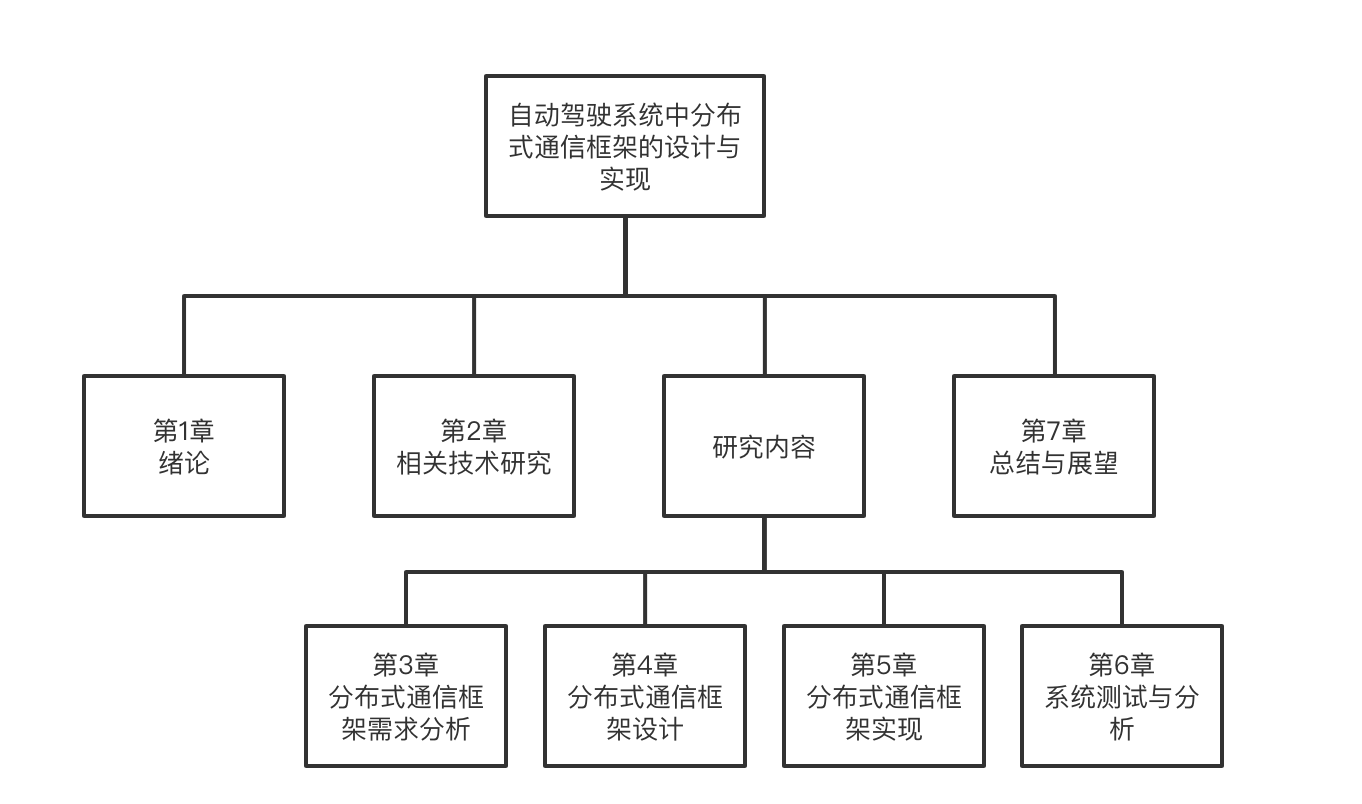 自动驾驶系统中分布
式通信框架的设计与
实现
第1章
绪论
第2章
相关技术研究
研究内容
第7章
总结与展望
第3章
分布式通信框
架需求分析
第4章
分布式通信框
架设计
第5章
分布式通信框
架实现
第6章
系统测试与分
析